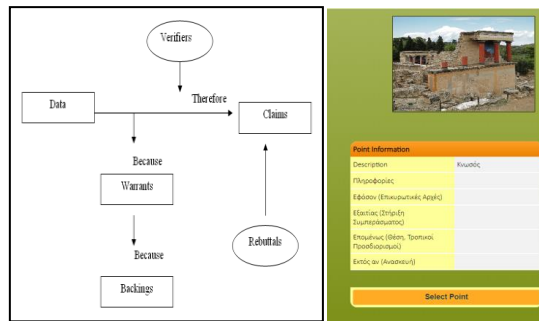 Verifiers
Data
Therefore
Claims
Because
Warrants
Because
Rebuttals
Backings
Point Information
Description Κνωσός
Πληροφορίες
Εφόσον (Επικυρωτικές Αρχές)
Εξαιτίας (Στήριξη
Συμπεράσματος)
Επομένως (Θέση, Τροπικοί
Προσδιορισμοί)
Εκτός αν (Ανασκευή)
Select Point